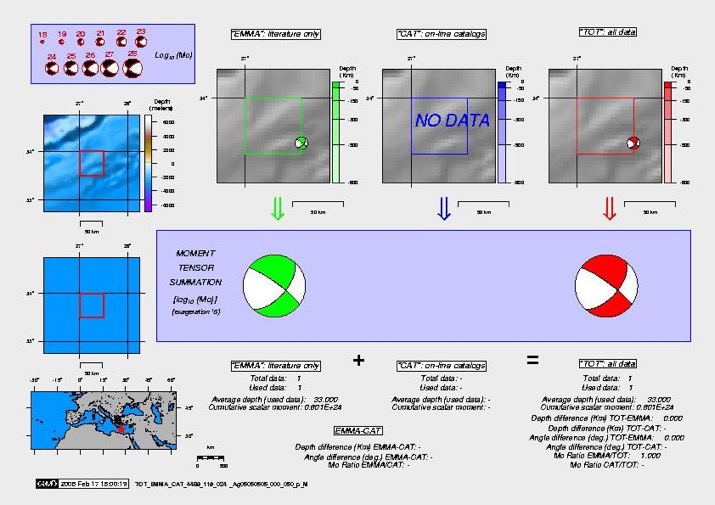 18 19 20 21 22 23
24 25 26 27 28
Log10 (Mo)
"EMMA": literature only
"CAT": on-line catalogs
"TOT": all data
27°
34°
Depth (Km)
0
-50
-150
-300
-600
50 km
27°
34°
NO DATA
Depth (Km)
0
-50
-150
-300
-600
50 km
27°
34°
Depth (Km)
0
-50
-150
-300
-600
50 km
27° 28°
34°
33°
Depth (meters)
6000
4000
2000
0
-2000
-4000
-6000
50 km
MOMENT
TENSOR
SUMMATION
[log10 (Mo)]
(exageration *6)
27° 28°
34°
33°
50 km
"EMMA": literature only + "CAT": on-line catalogs = "TOT": all data
Total data: 1
Used data: 1
Average depth (used data): 33.000
Cumulative scalar moment: 0.801E+24
Total data: -
Used data: -
Average depth (used data): -
Cumulative scalar moment: -
Total data: 1
Used data: 1
Average depth (used data): 33.000
Cumulative scalar moment: 0.801E+24
Depth difference (Km) TOT-EMMA: 0.000
Depth difference (Km) TOT-CAT: -
Angle difference (deg.) TOT-EMMA: 0.000
Angle difference (deg.) TOT-CAT: -
Mo Ratio EMMA/TOT: 1.000
Mo Ratio CAT/TOT: -
EMMA-CAT
Depth difference (Km) EMMA-CAT: -
Angle difference (deg.) EMMA-CAT: -
Mo Ratio EMMA/CAT: -
-30° -15° 0° 15° 30° 45° 60°
45°
30°
km
0 500
GMT 2006 Feb 17 18:00:19 TOT_EMMA_CAT_4489_119_024